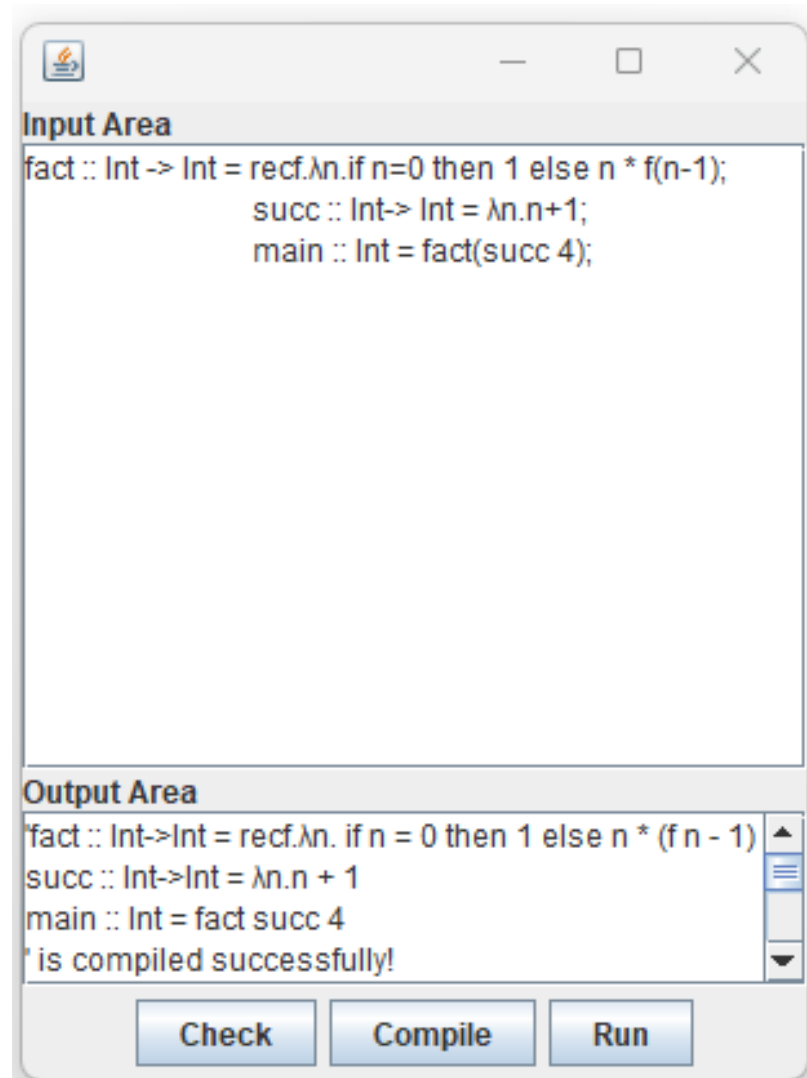 Input Area
fact :: Int -> Int = recf.λn.if n=0 then 1 else n * f(n-1);
succ :: Int-> Int = λn.n+1;
main :: Int = fact(succ 4);
Output Area
'fact :: Int->Int = recf.λn. if n = 0 then 1 else n * (f n - 1)
succ :: Int->Int = λn.n + 1
main :: Int = fact succ 4
' is compiled successfully!
Check Compile Run